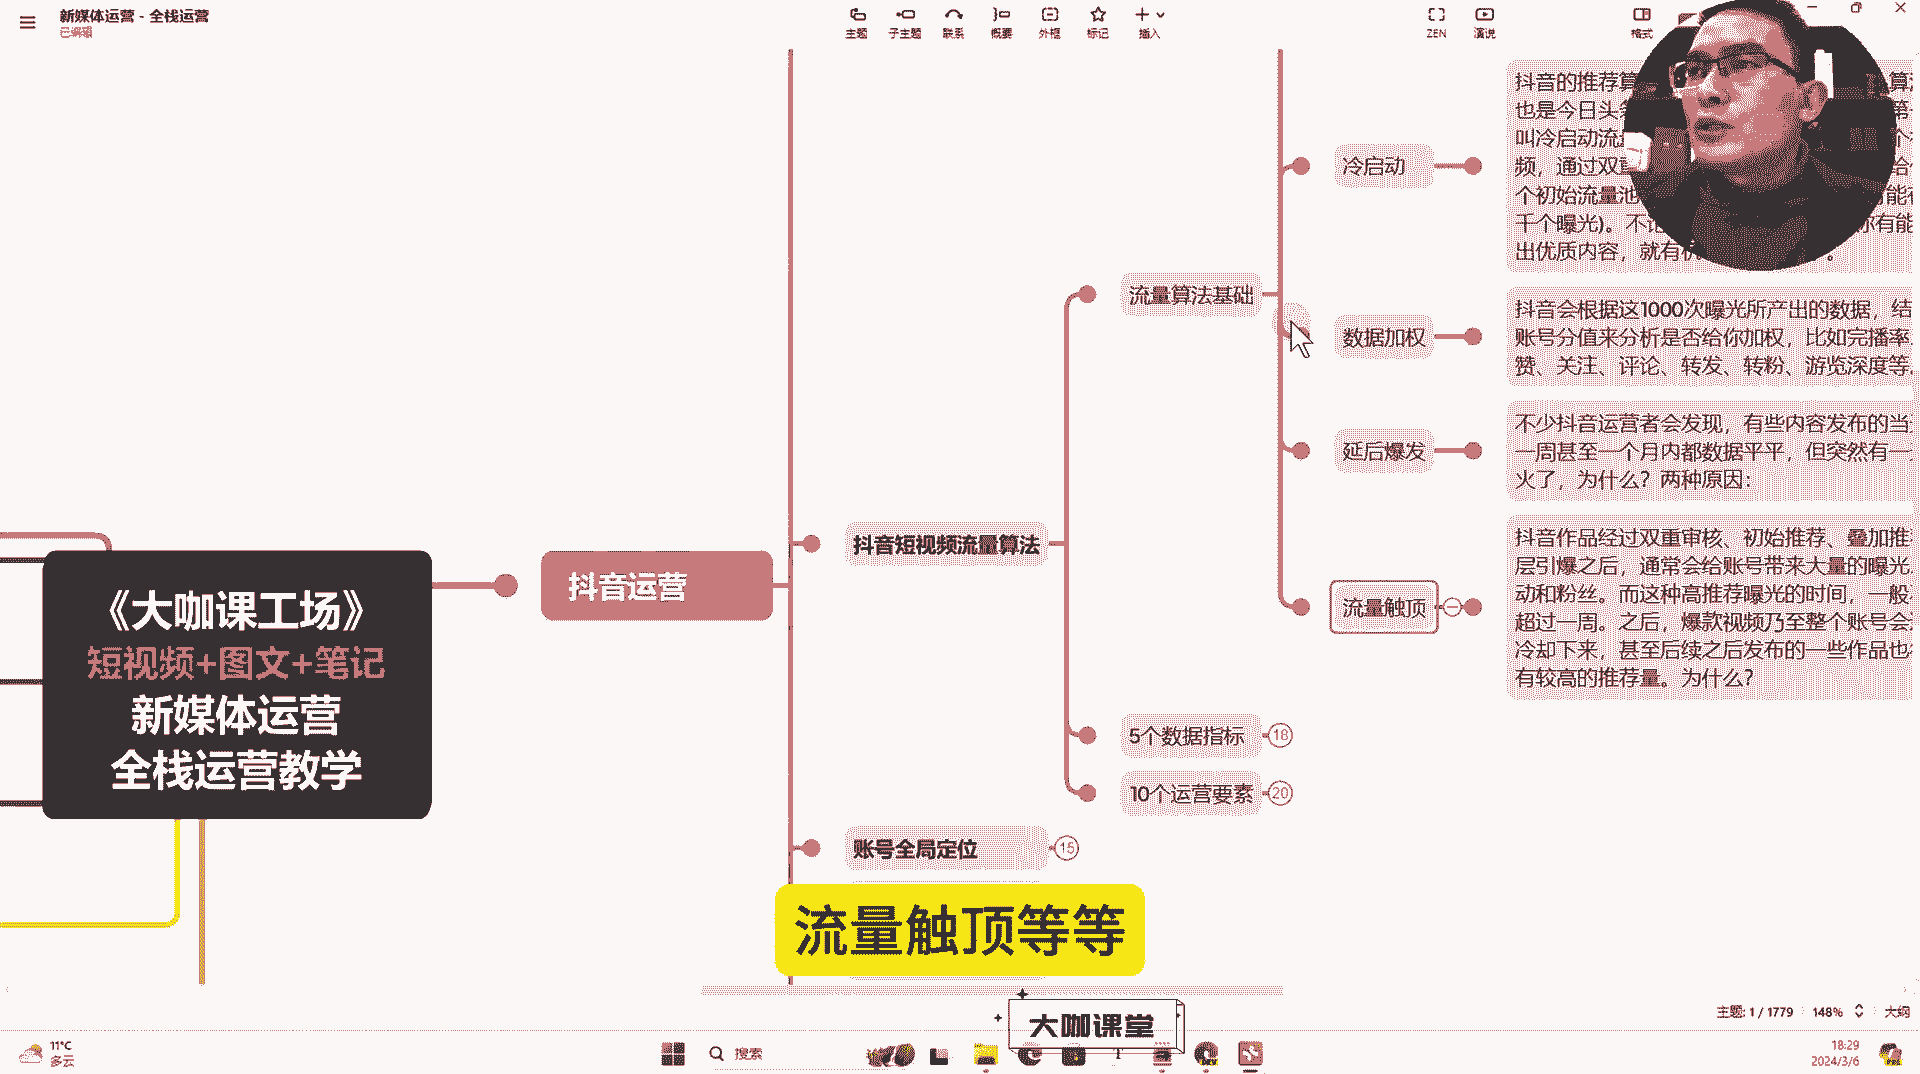 新媒体运营 - 全栈运营
已编辑
主题
子主题
联系
概要
外框
标记
插入
ZEN
演说
格式
抖音的推荐算
也是今日头条
叫冷启动流量
频，通过双重
个初始流量池
千个曝光)。不论
出优质内容，就有机
冷启动
流量算法基础
数据加权
抖音会根据这1000次曝光所产出的数据，结
账号分值来分析是否给你加权，比如完播率、
赞、关注、评论、转发、转粉、游览深度等。
延后爆发
不少抖音运营者会发现，有些内容发布的当
一周甚至一个月内都数据平平，但突然有一
火了，为什么？两种原因：
抖音短视频流量算法
抖音作品经过双重审核、初始推荐、叠加推
层引爆之后，通常会给账号带来大量的曝光、
动和粉丝。而这种高推荐曝光的时间，一般
超过一周。之后，爆款视频乃至整个账号会
冷却下来，甚至后续之后发布的一些作品也
有较高的推荐量。为什么？
流量触顶
抖音运营
《大咖课工场》
短视频+图文+笔记
新媒体运营
全栈运营教学
5个数据指标
18
10个运营要素
20
账号全局定位
15
流量触顶等等
大咖课堂
主题: 1 / 1779
148%
大纲
11°C
多云
搜索
18:29
2024/3/6